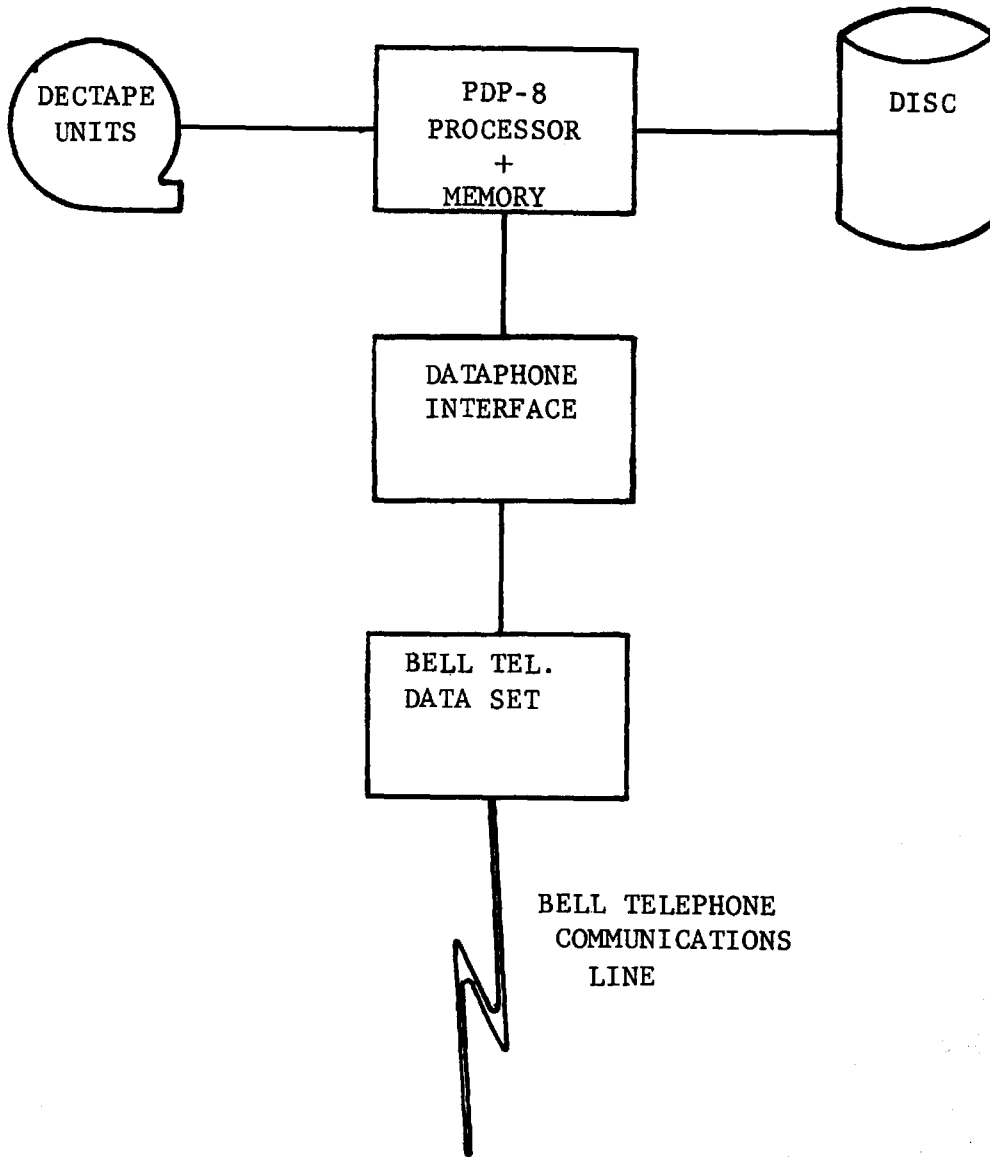 DECTAPE
UNITS
PDP-8
PROCESSOR
+
MEMORY
DISC
DATAPHONE
INTERFACE
BELL TEL.
DATA SET
BELL TELEPHONE
COMMUNICATIONS
LINE